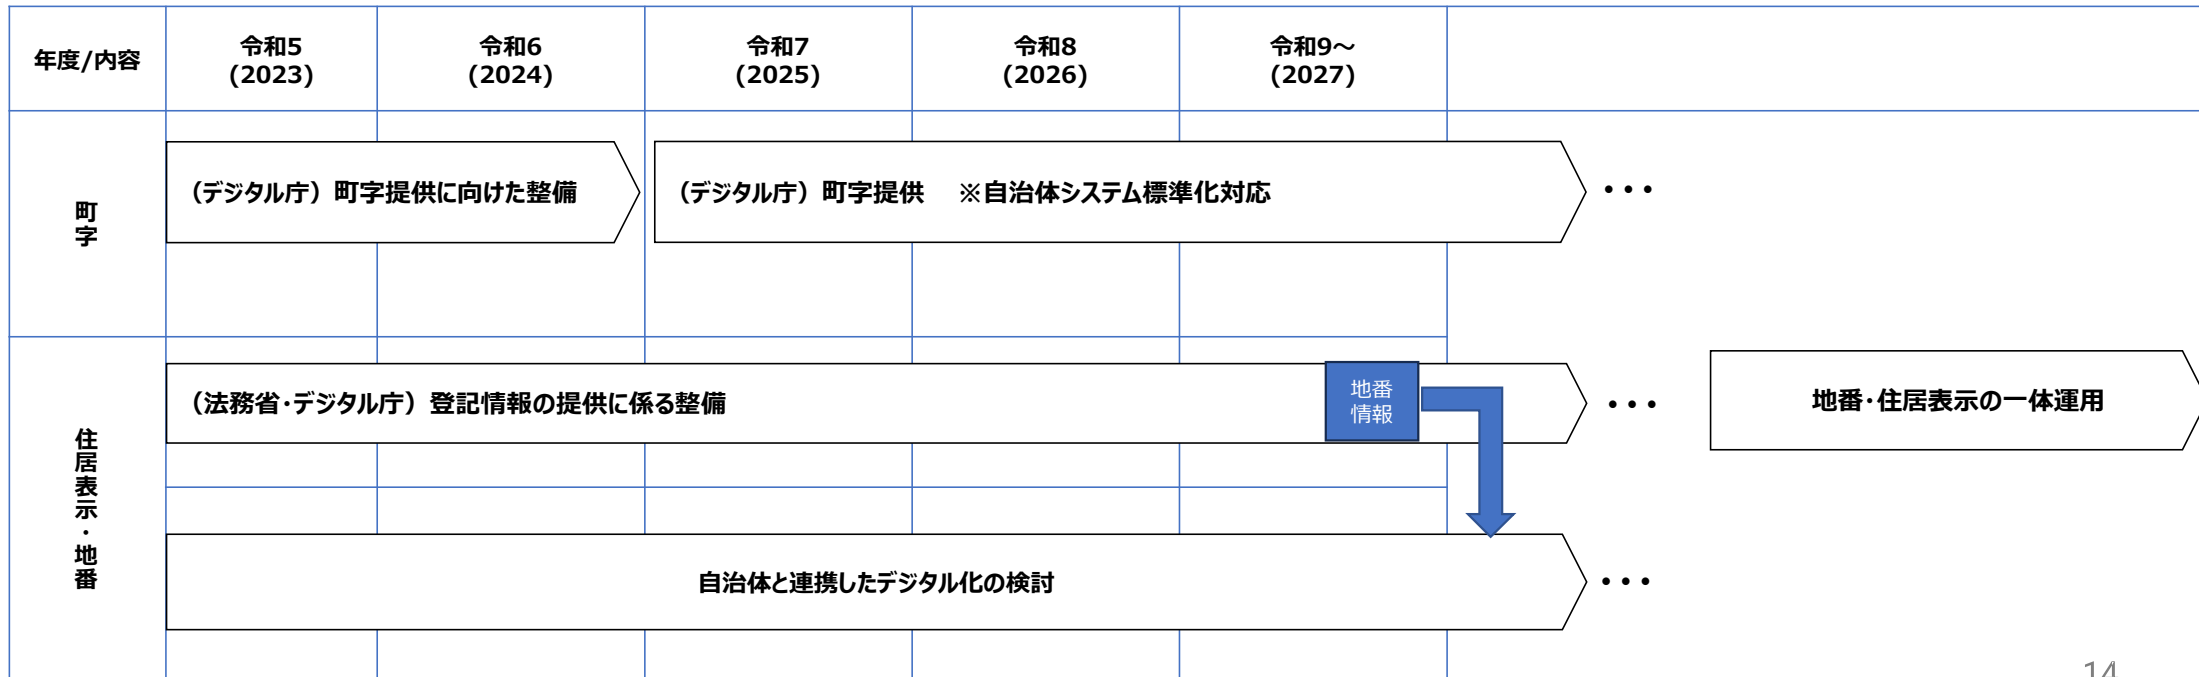 年度/内容
令和5
(2023)
令和6
(2024)
令和7
(2025)
令和8
(2026)
令和9～
(2027)
町字
（デジタル庁）町字提供に向けた整備
（デジタル庁）町字提供　※自治体システム標準化対応
・・・
住居表示・地番
（法務省・デジタル庁）登記情報の提供に係る整備
地番
情報
・・・
地番・住居表示の一体運用
自治体と連携したデジタル化の検討
・・・
14